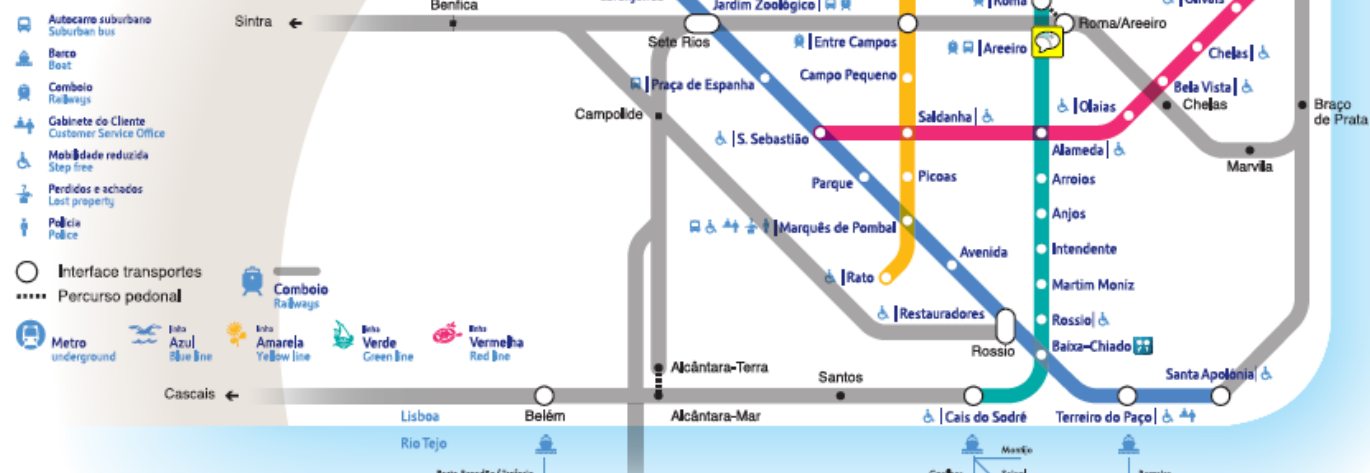 Autocarro suburbano
Suburban bus
Barco
Boat
Comboio
Railways
Gabinete do Cliente
Customer Service Office
Mobilidade reduzida
Step free
Perdidos e achados
Lost property
Polícia
Police
Interface transportes
Percurso pedonal
Comboio
Railways
Metro
underground
linha
Azul
Blue line
linha
Amarela
Yellow line
linha
Verde
Green line
linha
Vermelha
Red line
Sintra
Benfica
Jardim Zoológico
Roma
Roma/Areeiro
Sete Rios
Entre Campos
Areeiro
Chelas
Praça de Espanha
Campo Pequeno
Bela Vista
Campolide
Saldanha
Olaias
Chelas
Braço
de Prata
S. Sebastião
Alameda
Marvila
Parque
Picoas
Arroios
Marquês de Pombal
Anjos
Avenida
Intendente
Rato
Martim Moniz
Restauradores
Rossio
Rossio
Baixa-Chiado
Alcântara-Terra
Santos
Santa Apolónia
Cascais
Lisboa
Belém
Alcântara-Mar
Cais do Sodré
Terreiro do Paço
Rio Tejo
Montijo